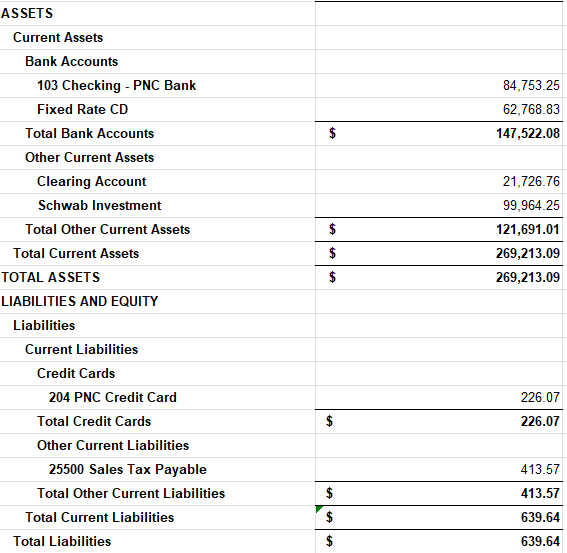 ASSETS
Current Assets
Bank Accounts
103 Checking - PNC Bank 84,753.25
Fixed Rate CD 62,768.83
Total Bank Accounts $ 147,522.08
Other Current Assets
Clearing Account 21,726.76
Schwab Investment 99,964.25
Total Other Current Assets $ 121,691.01
Total Current Assets $ 269,213.09
TOTAL ASSETS $ 269,213.09
LIABILITIES AND EQUITY
Liabilities
Current Liabilities
Credit Cards
204 PNC Credit Card 226.07
Total Credit Cards $ 226.07
Other Current Liabilities
25500 Sales Tax Payable 413.57
Total Other Current Liabilities $ 413.57
Total Current Liabilities $ 639.64
Total Liabilities $ 639.64